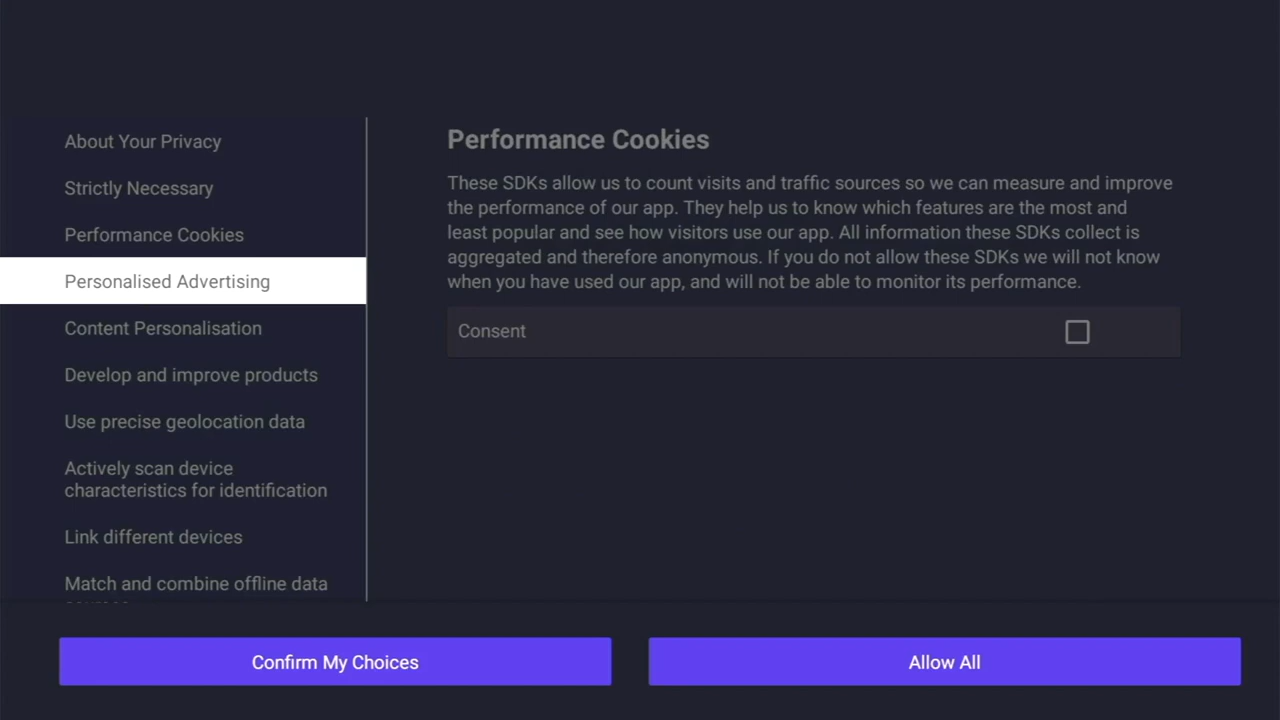 About Your Privacy
Strictly Necessary
Performance Cookies
Personalised Advertising
Content Personalisation
Develop and improve products
Use precise geolocation data
Actively scan device
characteristics for identification
Link different devices
Match and combine offline data
Performance Cookies
These SDKs allow us to count visits and traffic sources so we can measure and improve
the performance of our app. They help us to know which features are the most and
least popular and see how visitors use our app. All information these SDKs collect is
aggregated and therefore anonymous. If you do not allow these SDKs we will not know
when you have used our app, and will not be able to monitor its performance.
Consent
Confirm My Choices
Allow All